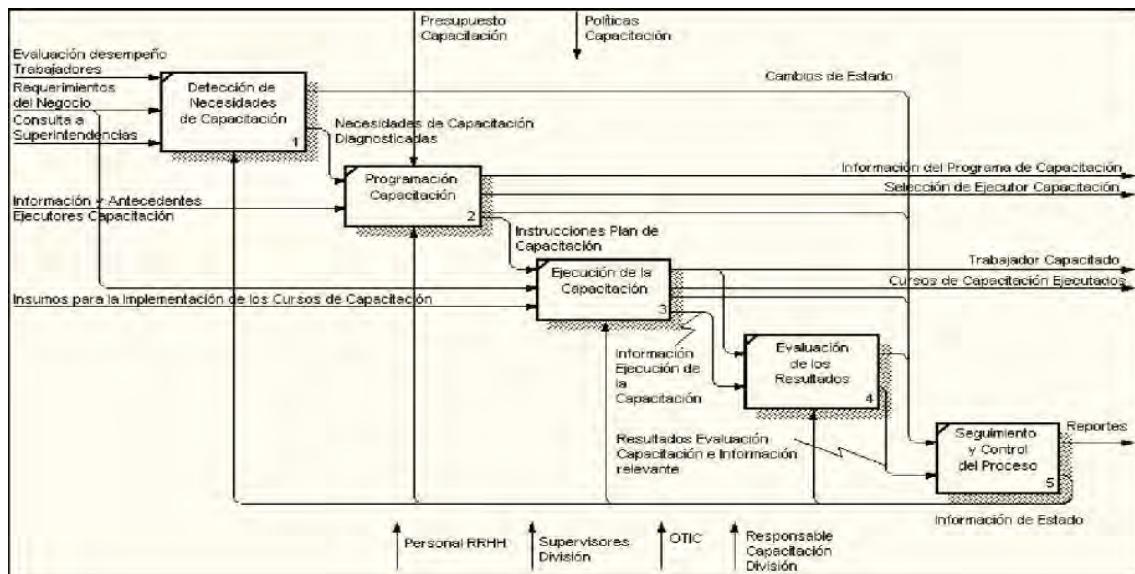 Presupuesto
Capacitación
Políticas
Capacitación
Evaluación desempeño
Trabajadores
Requerimientos
del Negocio
Consulta a
Superintendencias
Detección de
Necesidades
de Capacitación
1
Cambios de Estado
Necesidades de Capacitación
Diagnosticadas
Programación
Capacitación
2
Información del Programa de Capacitación
Selección de Ejecutor Capacitación
Información y Antecedentes
Ejecutores Capacitación
Instrucciones Plan de
Capacitación
Ejecución de la
Capacitación
3
Trabajador Capacitado
Cursos de Capacitación Ejecutados
Insumos para la Implementación de los Cursos de Capacitación
Información
Ejecución de
la
Capacitación
Evaluación
de los
Resultados
4
Resultados Evaluación
Capacitación e Información
relevante
Seguimiento
y Control
del Proceso
5
Reportes
Información de Estado
Personal RRHH
Supervisores
División
OTIC
Responsable
Capacitación
División